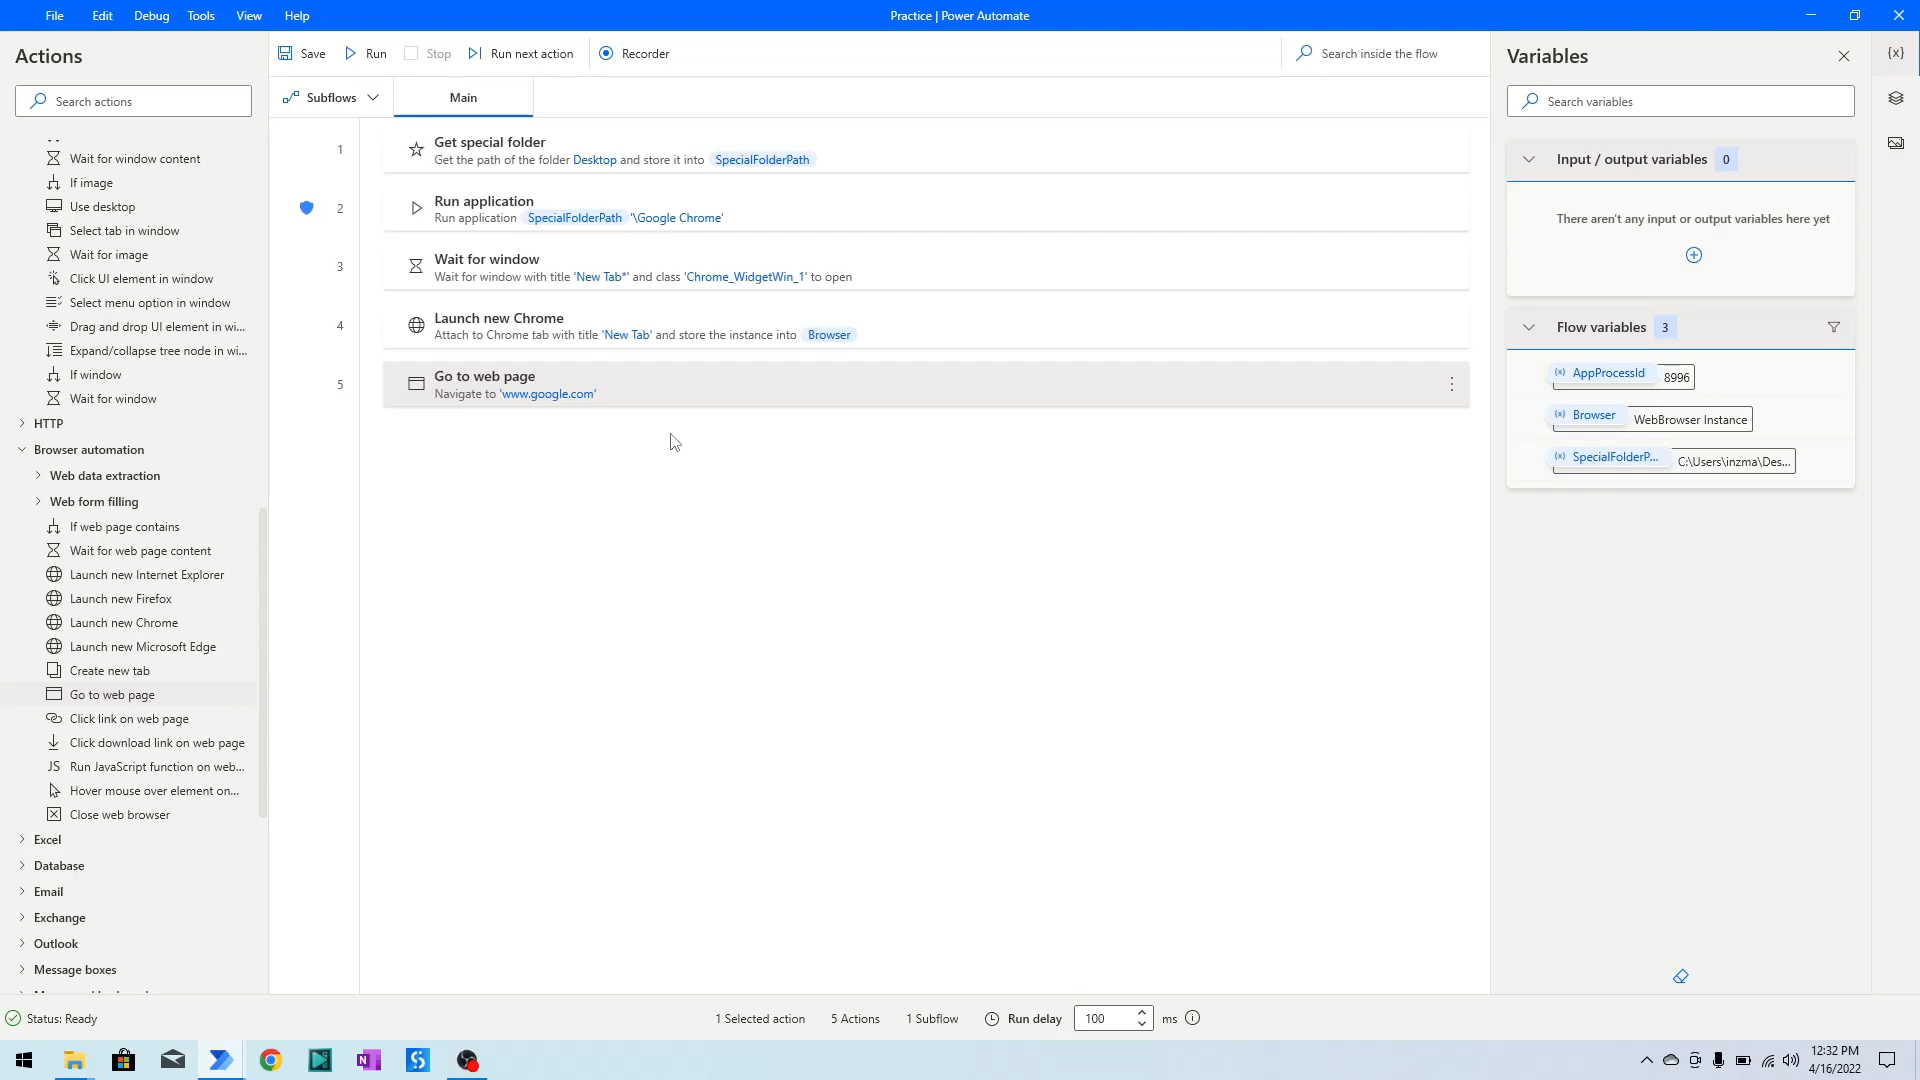 File Edit Debug Tools View Help
Practice | Power Automate
Actions
Search actions
Wait for window content
If image
Use desktop
Select tab in window
Wait for image
Click UI element in window
Select menu option in window
Drag and drop UI element in wi...
Expand/collapse tree node in wi...
If window
Wait for window
HTTP
Browser automation
Web data extraction
Web form filling
If web page contains
Wait for web page content
Launch new Internet Explorer
Launch new Firefox
Launch new Chrome
Launch new Microsoft Edge
Create new tab
Go to web page
Click link on web page
Click download link on web page
JS Run JavaScript function on web...
Hover mouse over element on...
Close web browser
Excel
Database
Email
Exchange
Outlook
Message boxes
Save Run Stop Run next action Recorder
Search inside the flow
Subflows Main
1 Get special folder
Get the path of the folder Desktop and store it into SpecialFolderPath
2 Run application
Run application SpecialFolderPath '\Google Chrome'
3 Wait for window
Wait for window with title 'New Tab*' and class 'Chrome_WidgetWin_1' to open
4 Launch new Chrome
Attach to Chrome tab with title 'New Tab' and store the instance into Browser
5 Go to web page
Navigate to 'www.google.com'
Variables
{x}
Search variables
Input / output variables 0
There aren't any input or output variables here yet
Flow variables 3
(x) AppProcessId 8996
(x) Browser WebBrowser Instance
(x) SpecialFolderP... C:\Users\inzma\Des...
Status: Ready
1 Selected action 5 Actions 1 Subflow Run delay 100 ms
12:32 PM
4/16/2022